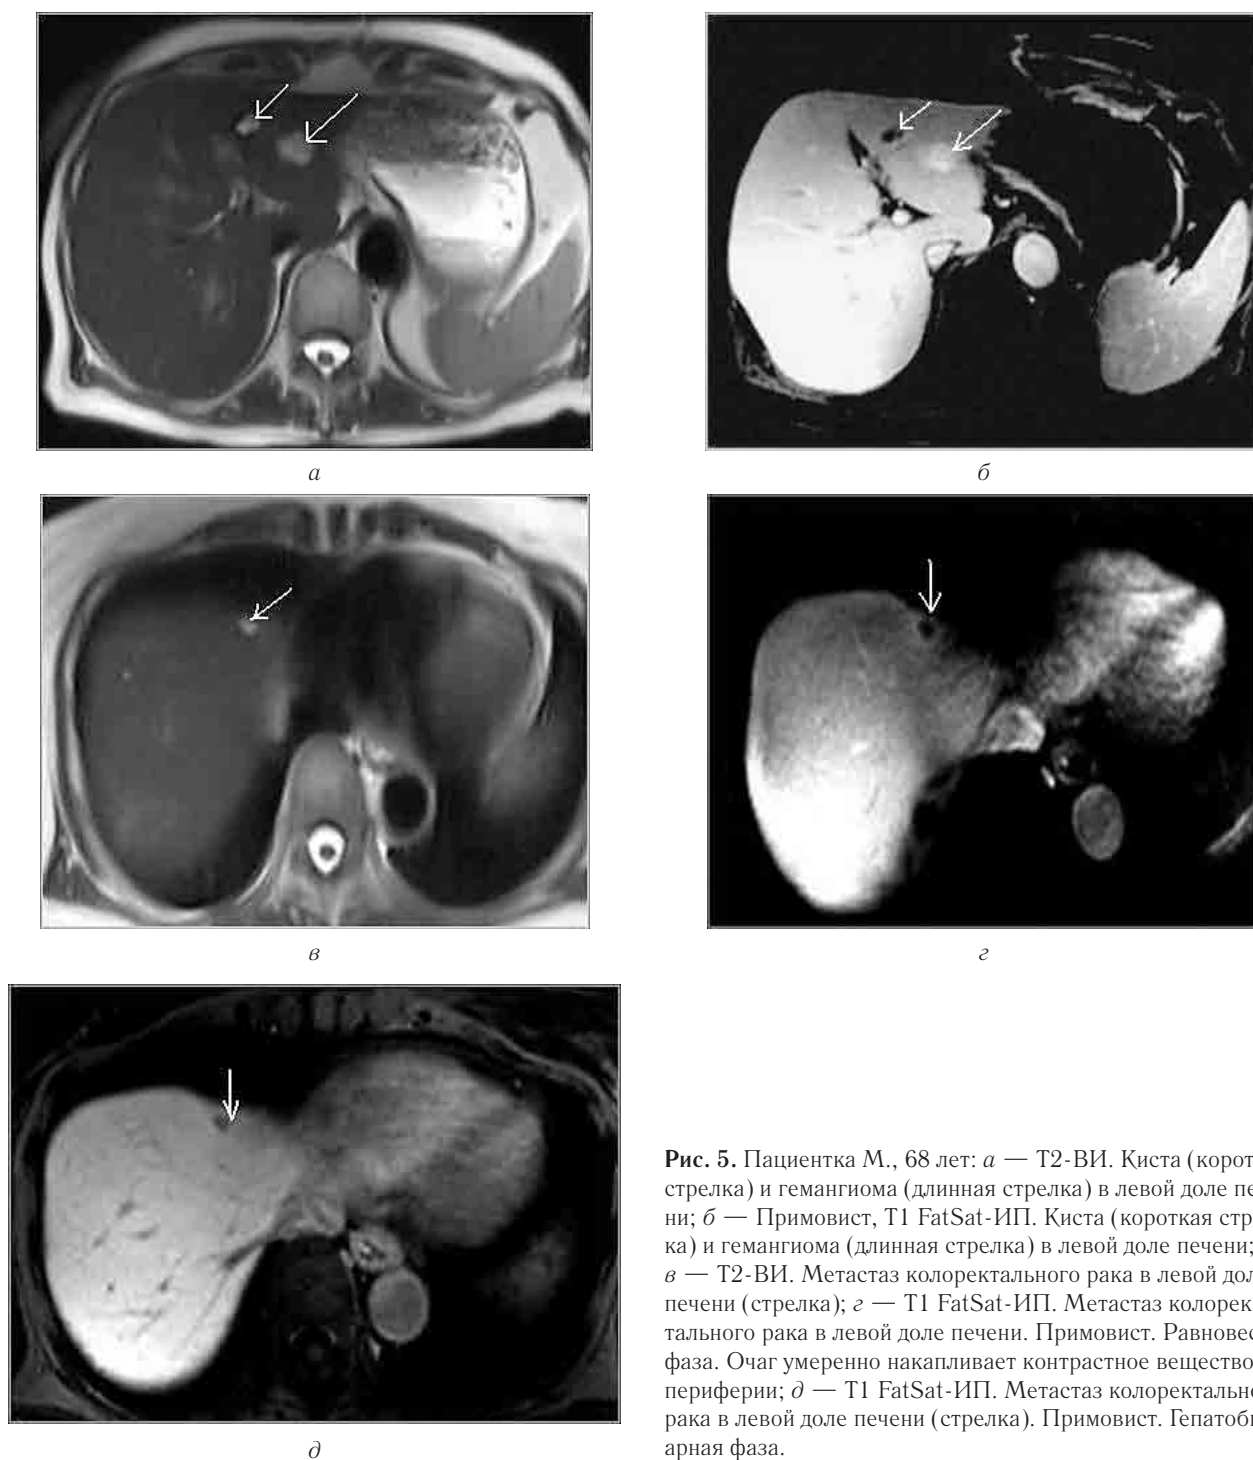 а
б
в
г
д
Рис. 5. Пациентка М., 68 лет: а — Т2-ВИ. Киста (корот
стрелка) и гемангиома (длинная стрелка) в левой доле пе
ни; б — Примовист, Т1 FatSat-ИП. Киста (короткая стр
ка) и гемангиома (длинная стрелка) в левой доле печени;
в — Т2-ВИ. Метастаз колоректального рака в левой дол
печени (стрелка); г — Т1 FatSat-ИП. Метастаз колорек
тального рака в левой доле печени. Примовист. Равновес
фаза. Очаг умеренно накапливает контрастное вещество
периферии; д — Т1 FatSat-ИП. Метастаз колоректально
рака в левой доле печени (стрелка). Примовист. Гепатоби
арная фаза.